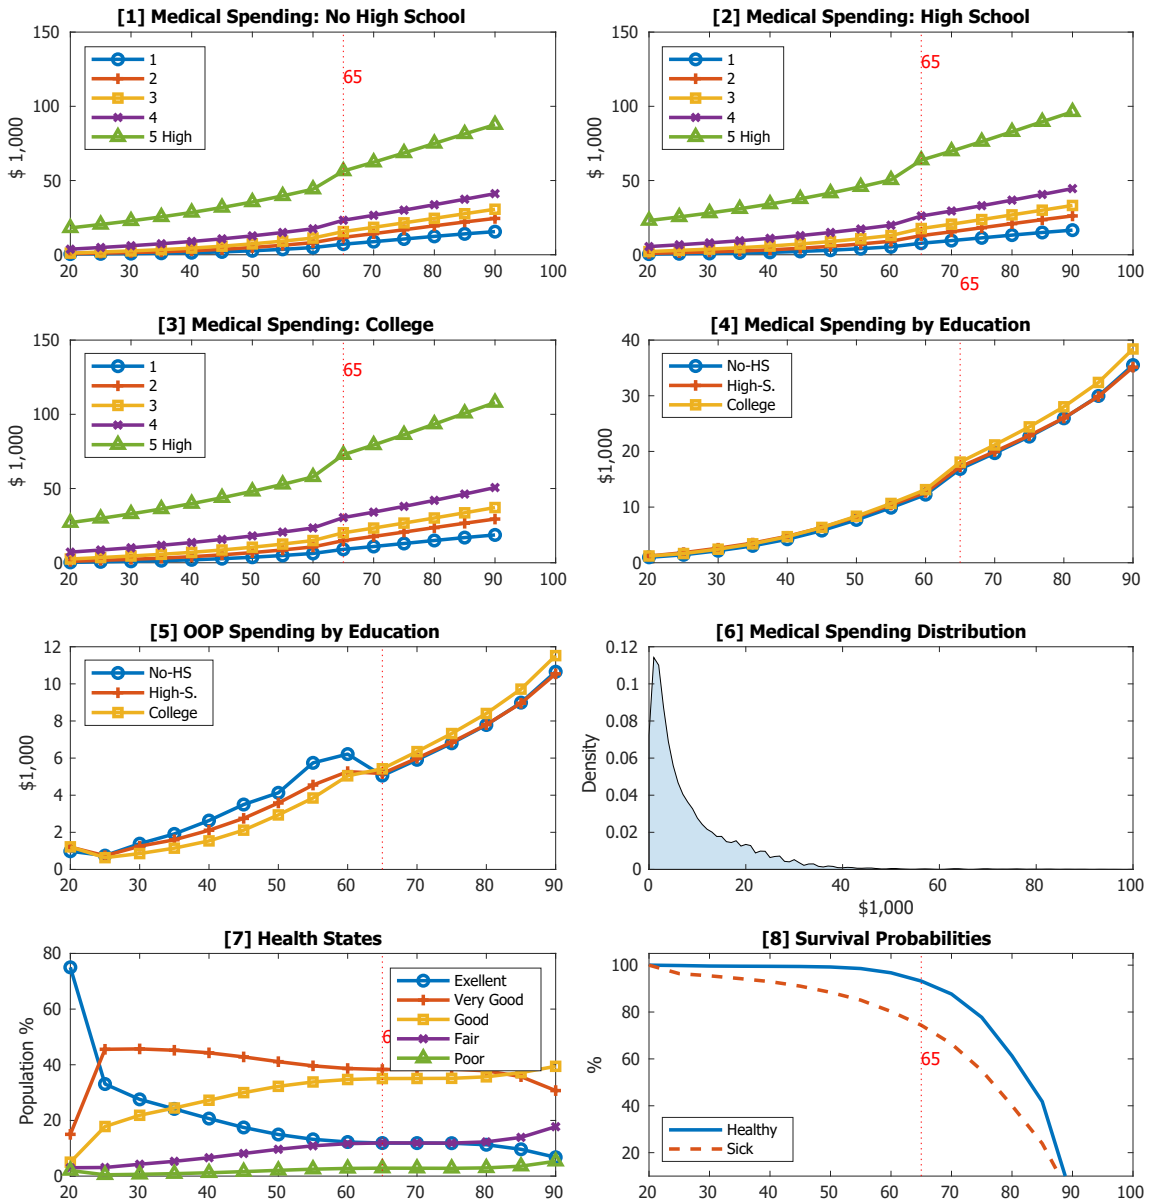 [1] Medical Spending: No High School
150
100
50
0
$ 1,000
1
2
3
4
5 High
65
20 30 40 50 60 70 80 90 100
[2] Medical Spending: High School
150
100
50
0
$ 1,000
1
2
3
4
5 High
65
20 30 40 50 60 70 80 90 100
[3] Medical Spending: College
150
100
50
0
$ 1,000
1
2
3
4
5 High
65
20 30 40 50 60 70 80 90 100
65
[4] Medical Spending by Education
40
30
20
10
0
$1,000
No-HS
High-S.
College
20 30 40 50 60 70 80 90
[5] OOP Spending by Education
12
10
8
6
4
2
0
$1,000
No-HS
High-S.
College
20 30 40 50 60 70 80 90
[6] Medical Spending Distribution
0.12
0.1
0.08
0.06
0.04
0.02
0
Density
0 20 40 60 80 100
$1,000
[7] Health States
80
60
40
20
0
Population %
Exellent
Very Good
Good
Fair
Poor
20 30 40 50 60 70 80 90
[8] Survival Probabilities
100
80
60
40
20
%
65
Healthy
Sick
20 30 40 50 60 70 80 90 100